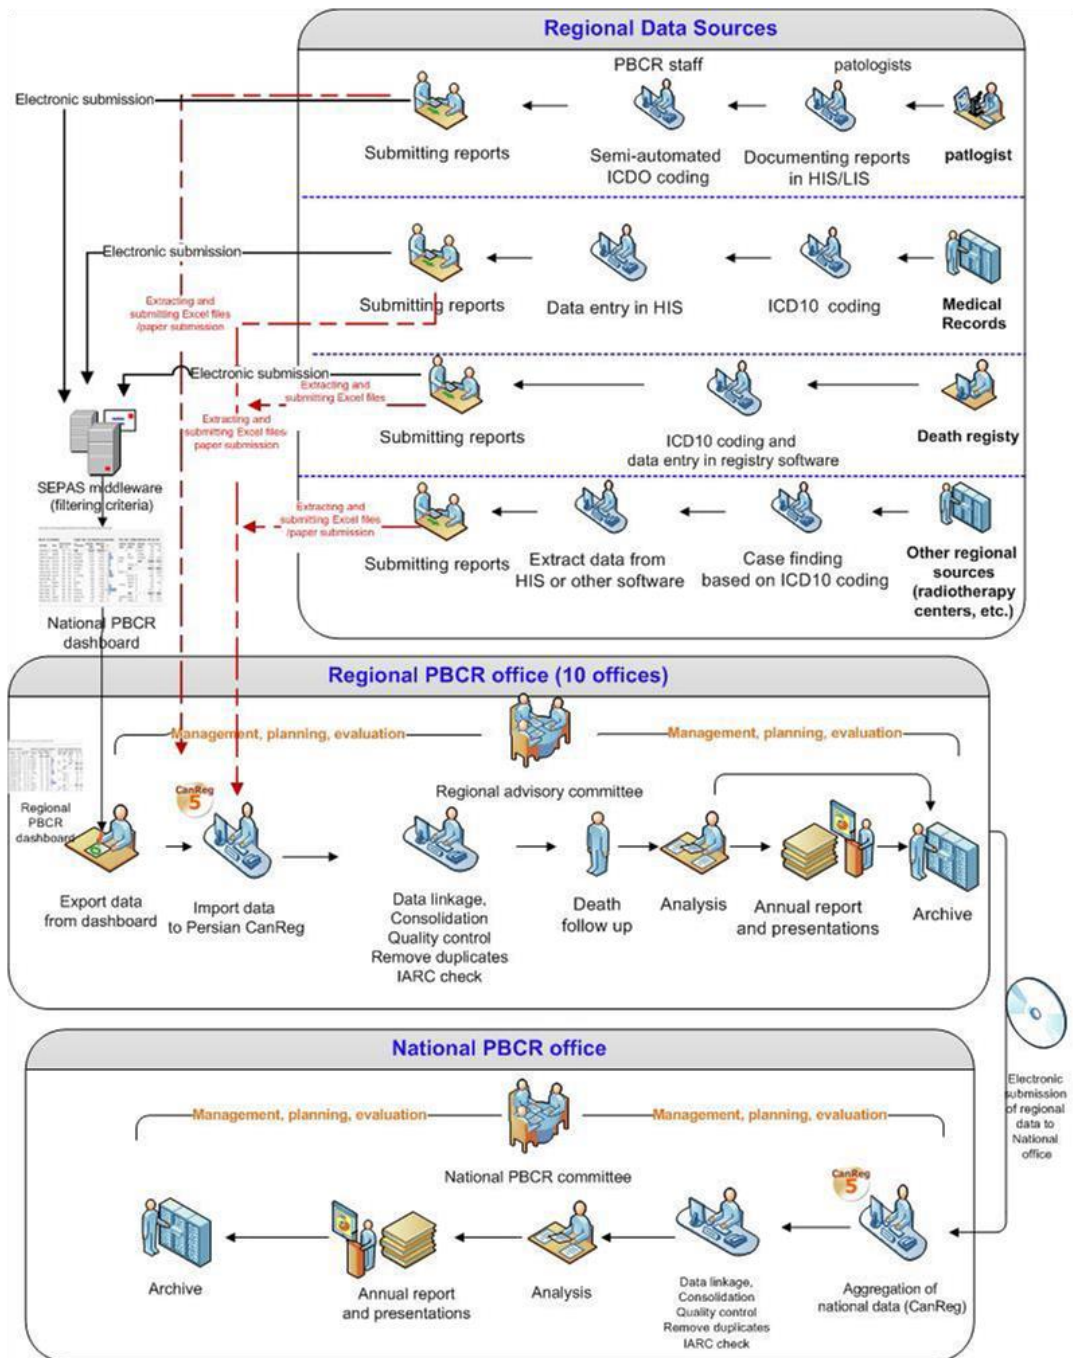 Regional Data Sources
PBCR staff
patologists
Electronic submission
Submitting reports
Semi-automated
ICDO coding
Documenting reports
in HIS/LIS
patlogist
Electronic submission
Extracting and
submitting Excel files
/paper submission
Submitting reports
Data entry in HIS
ICD10 coding
Medical
Records
Electronic submission
Extracting and
submitting Excel files
Extracting and
submitting Excel files/
paper submission
Submitting reports
ICD10 coding and
data entry in registry software
Death registy
SEPAS middleware
(filtering criteria)
Extracting and
submitting Excel files
/paper submission
Submitting reports
Extract data from
HIS or other software
Case finding
based on ICD10 coding
Other regional
sources
(radiotherapy
centers, etc.)
National PBCR
dashboard
Regional PBCR office (10 offices)
Management, planning, evaluation
Management, planning, evaluation
Regional advisory committee
CanReg
5
Regional
PBCR
dashboard
Export data
from dashboard
Import data
to Persian CanReg
Data linkage,
Consolidation
Quality control
Remove duplicates
IARC check
Death
follow up
Analysis
Annual report
and presentations
Archive
National PBCR office
Electronic
submission
of regional
data to
National
office
Management, planning, evaluation
Management, planning, evaluation
National PBCR committee
CanReg
5
Archive
Annual report
and presentations
Analysis
Data linkage,
Consolidation
Quality control
Remove duplicates
IARC check
Aggregation of
national data (CanReg)